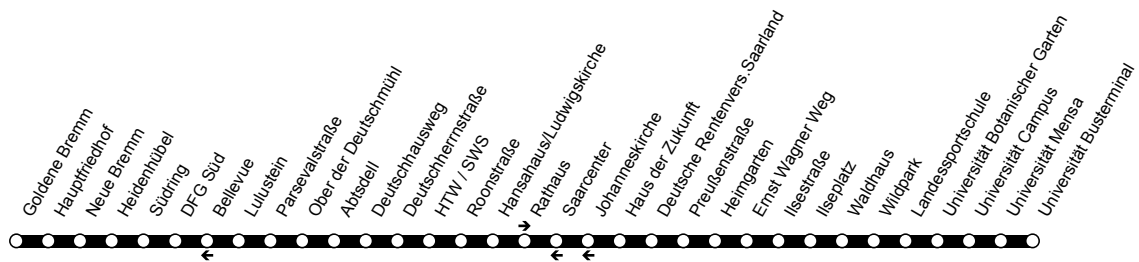 Goldene Bremm
Hauptfriedhof
Neue Bremm
Heidenhübel
Südring
DFG Süd
Bellevue
Lulustein
Parsevalstraße
Ober der Deutschmühl
Abtsdell
Deutschhausweg
Deutschherrnstraße
HTW / SWS
Roonstraße
Hansahaus/Ludwigskirche
Rathaus
Saarcenter
Johanneskirche
Haus der Zukunft
Deutsche Rentenvers.Saarland
Preußenstraße
Heimgarten
Ernst Wagner Weg
Ilsestraße
Ilseplatz
Waldhaus
Wildpark
Landessportschule
Universität Botanischer Garten
Universität Campus
Universität Mensa
Universität Busterminal